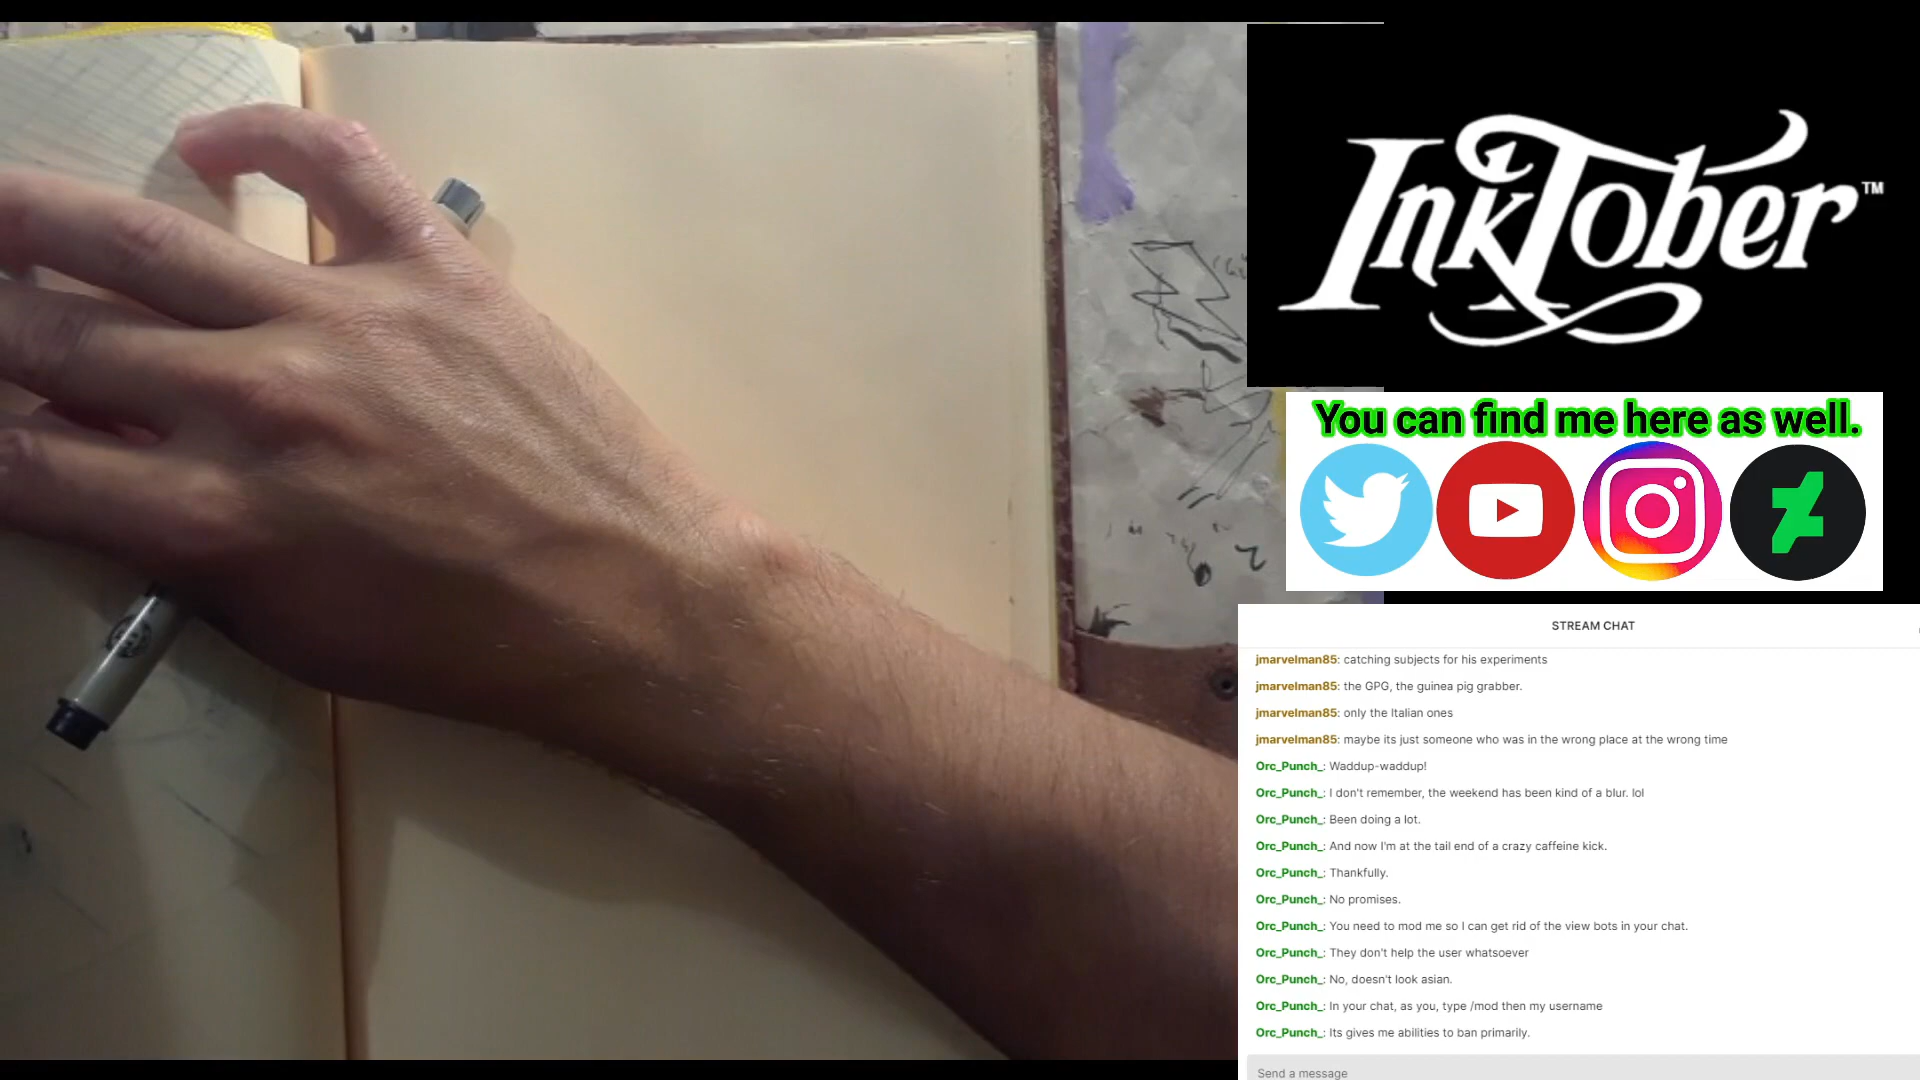 InkTober™
You can find me here as well.
STREAM CHAT
jmarvelman85: catching subjects for his experiments
jmarvelman85: the GPG, the guinea pig grabber.
jmarvelman85: only the Italian ones
jmarvelman85: maybe its just someone who was in the wrong place at the wrong time
Orc_Punch_: Waddup-waddup!
Orc_Punch_: I don't remember, the weekend has been kind of a blur. lol
Orc_Punch_: Been doing a lot.
Orc_Punch_: And now I'm at the tail end of a crazy caffeine kick.
Orc_Punch_: Thankfully.
Orc_Punch_: No promises.
Orc_Punch_: You need to mod me so I can get rid of the view bots in your chat.
Orc_Punch_: They don't help the user whatsoever
Orc_Punch_: No, doesn't look asian.
Orc_Punch_: In your chat, as you, type /mod then my username
Orc_Punch_: Its gives me abilities to ban primarily.
Send a message